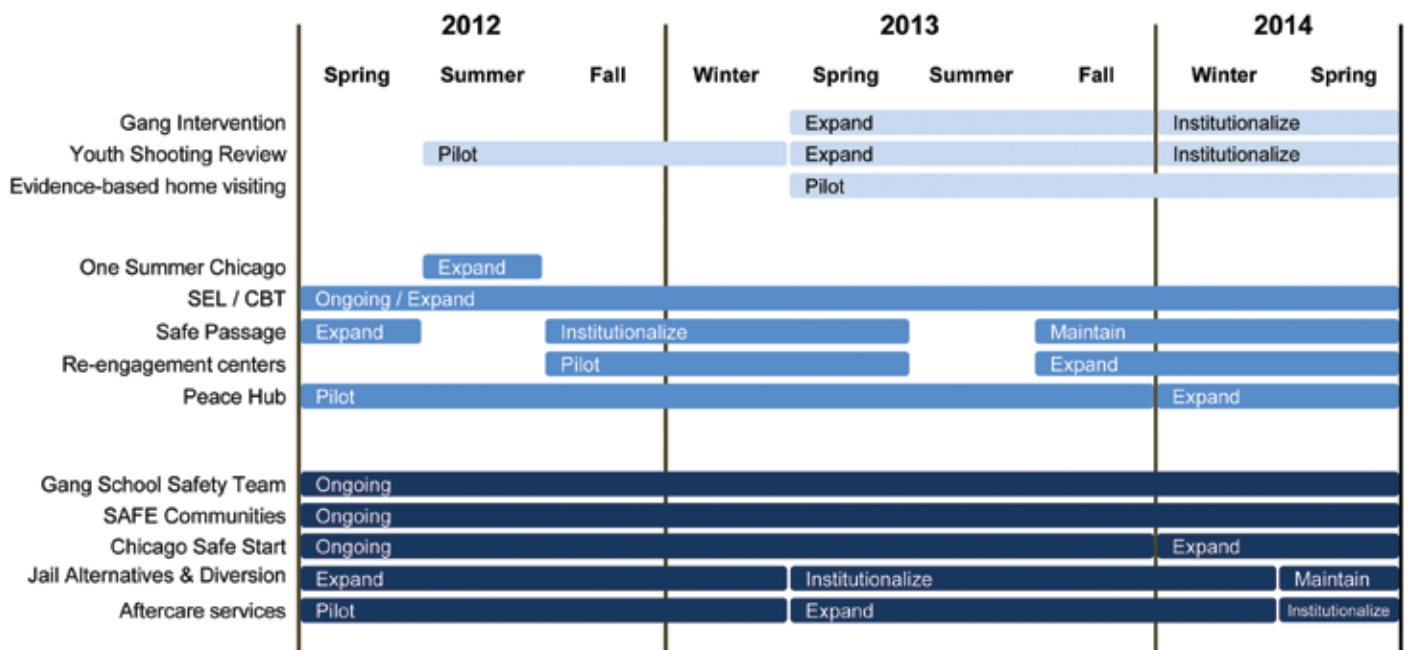 2012 2013 2014
Spring Summer Fall Winter Spring Summer Fall Winter Spring
Gang Intervention Expand Institutionalize
Youth Shooting Review Pilot Expand Institutionalize
Evidence-based home visiting Pilot
One Summer Chicago Expand
SEL / CBT Ongoing / Expand
Safe Passage Expand Institutionalize Maintain
Re-engagement centers Pilot Expand
Peace Hub Pilot Expand
Gang School Safety Team Ongoing
SAFE Communities Ongoing
Chicago Safe Start Ongoing Expand
Jail Alternatives & Diversion Expand Institutionalize Maintain
Aftercare services Pilot Expand Institutionalize